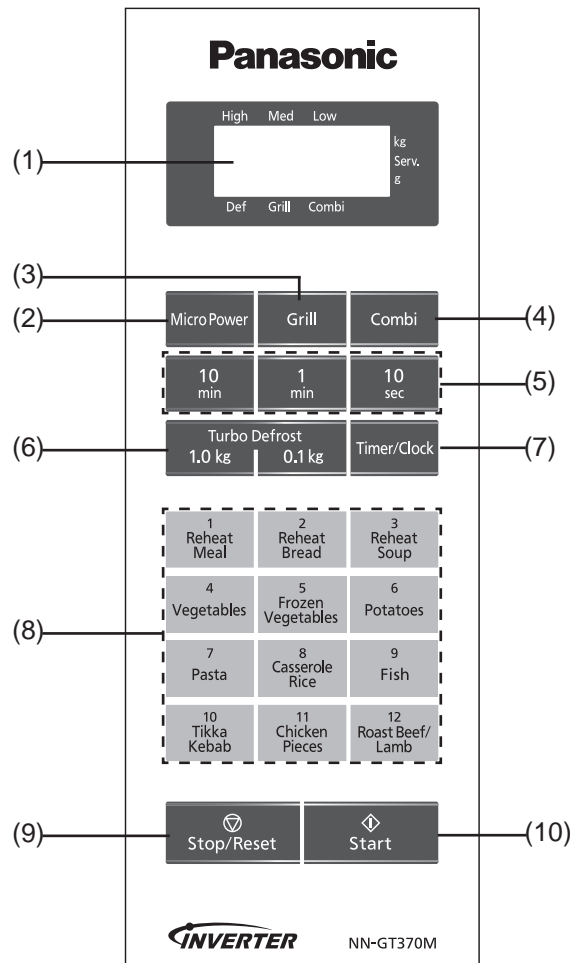 Panasonic
High Med Low
(1)
kg
Serv.
g
Def Grill Combi
(3)
(2)
Micro Power Grill Combi
(4)
10 min
1 min
10 sec
(5)
(6)
Turbo Defrost
1.0 kg 0.1 kg
Timer/Clock
(7)
1
Reheat
Meal
2
Reheat
Bread
3
Reheat
Soup
4
Vegetables
5
Frozen
Vegetables
6
Potatoes
(8)
7
Pasta
8
Casserole
Rice
9
Fish
10
Tikka
Kebab
11
Chicken
Pieces
12
Roast Beef/
Lamb
(9)
Stop/Reset
Start
(10)
INVERTER
NN-GT370M